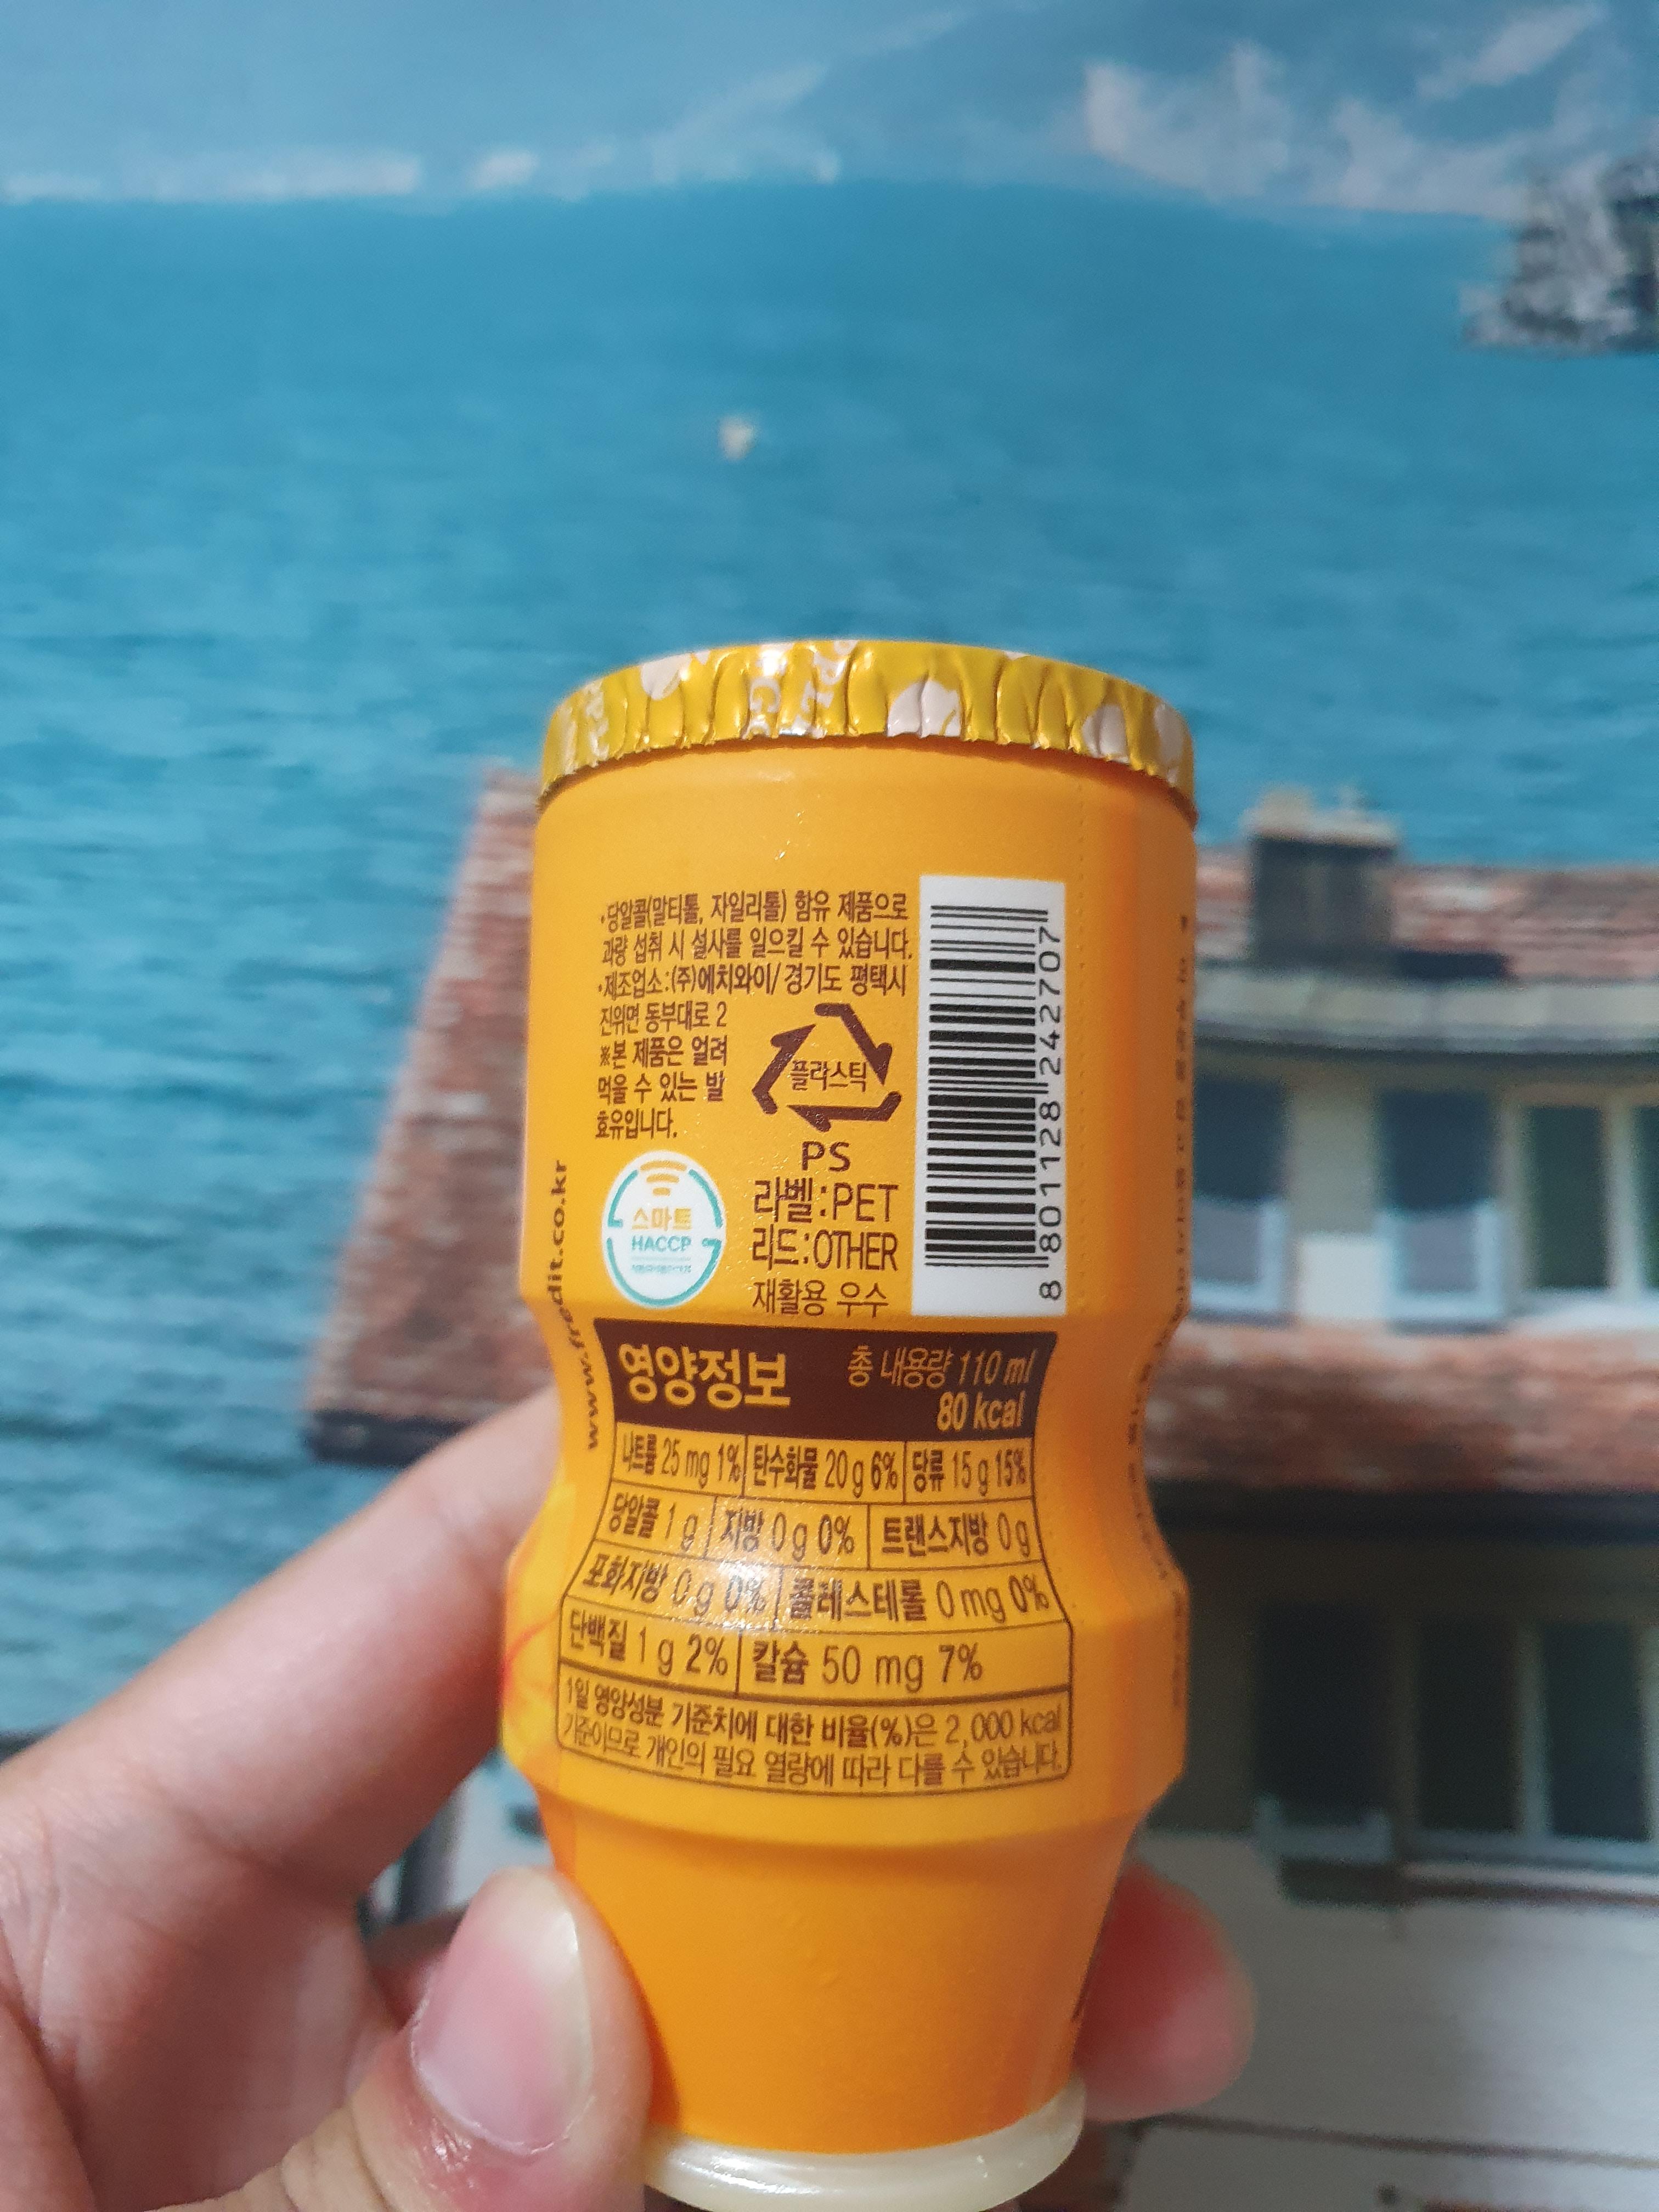 •당알콜(말티톨, 자일리톨) 함유 제품으로
과량 섭취 시 설사를 일으킬 수 있습니다.
•제조업소:(주)에치와이/경기도 평택시
진위면 동부대로 2
※본 제품은 얼려
먹을 수 있는 발
효유입니다.
플라스틱
PS
라벨:PET
리드:OTHER
재활용 우수
스마트
HACCP
8 801128 242707
www.fredit.co.kr
영양정보
총 내용량 110 ml
80 kcal
나트륨 25 mg 1% 탄수화물 20 g 6% 당류 15 g 15%
당알콜 1 g 지방 0 g 0% 트랜스지방 0 g
포화지방 0 g 0% 콜레스테롤 0 mg 0%
단백질 1 g 2% 칼슘 50 mg 7%
1일 영양성분 기준치에 대한 비율(%)은 2,000 kcal
기준이므로 개인의 필요 열량에 따라 다를 수 있습니다.